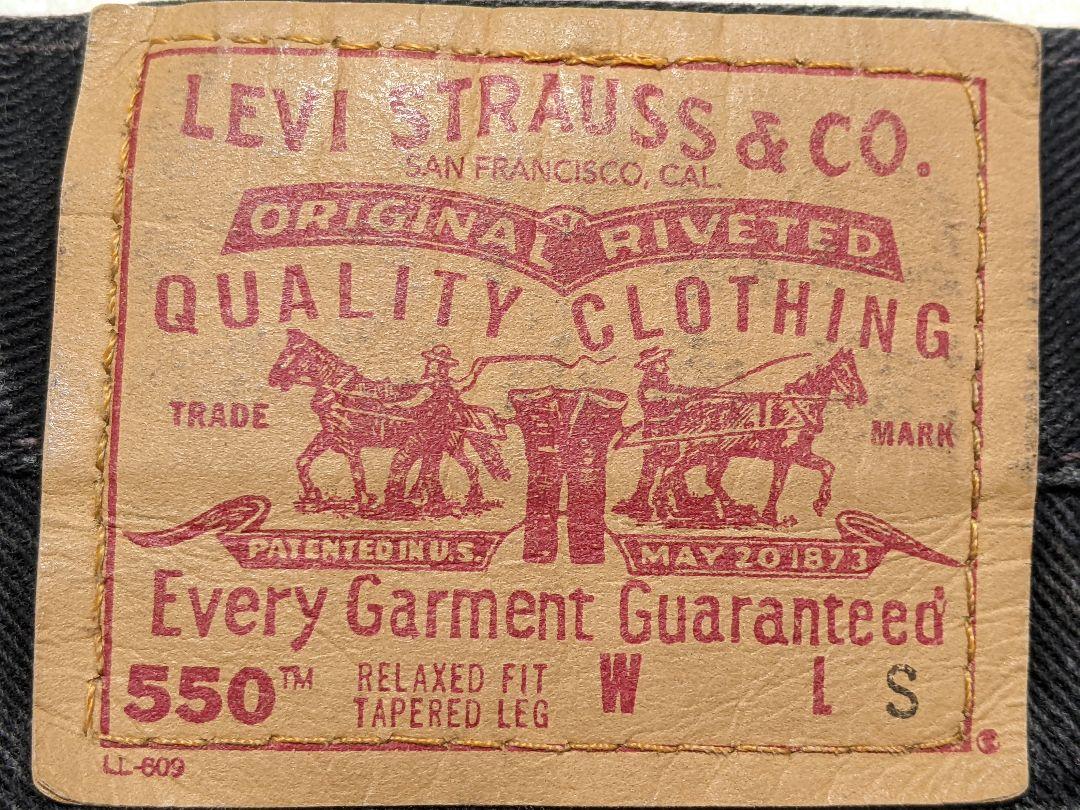 LEVI STRAUSS & CO.
SAN FRANCISCO, CAL.
ORIGINAL RIVETED
QUALITY CLOTHING
TRADE MARK
PATENTED IN U.S. MAY 20 1873
Every Garment Guaranteed
550™ RELAXED FIT W L S
TAPERED LEG
LL-609 ®